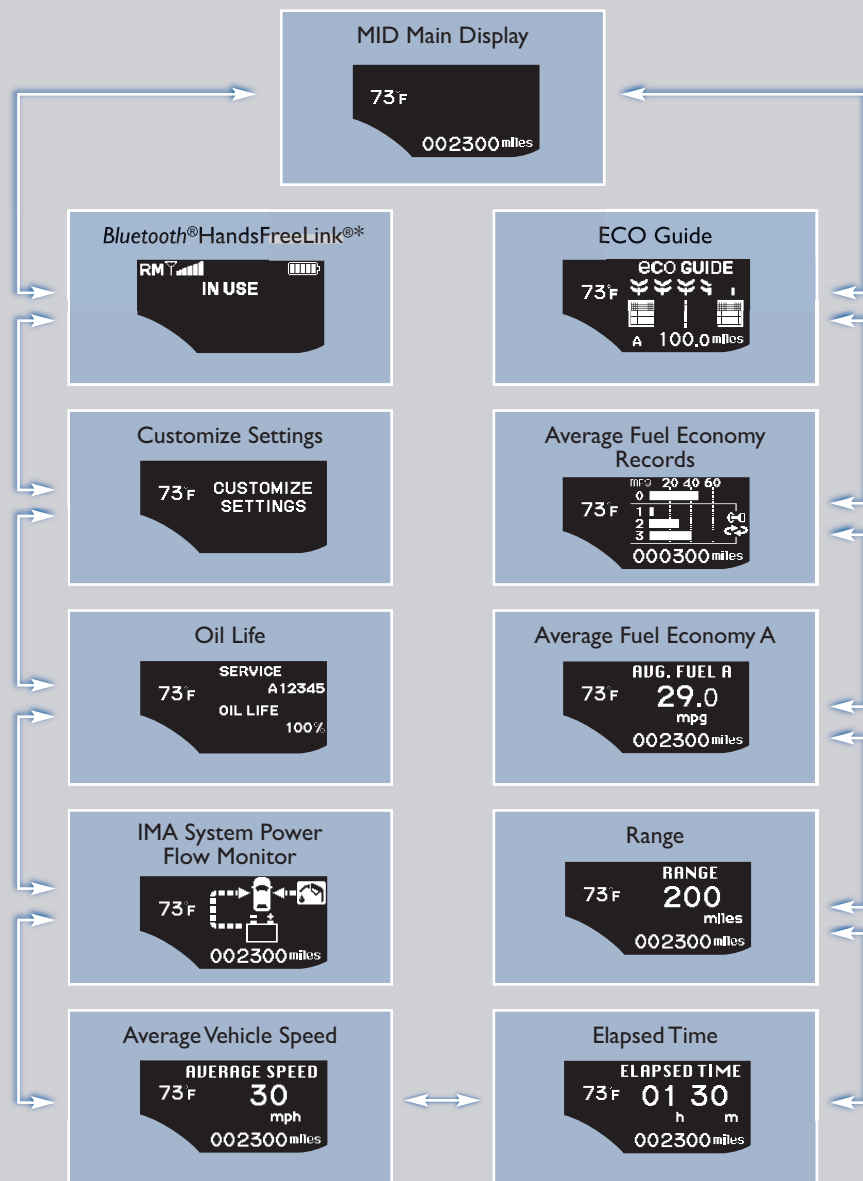 MID Main Display
73°F
002300 miles
Bluetooth®HandsFreeLink®*
RM
IN USE
ECO Guide
eco GUIDE
73°F
A 100.0 miles
Customize Settings
73°F CUSTOMIZE
SETTINGS
Average Fuel Economy
Records
mpg 20 40 60
0
73°F
1
2
3
000300 miles
Oil Life
SERVICE
A12345
73°F
OIL LIFE
100%
Average Fuel Economy A
AVG. FUEL A
73°F 29.0
mpg
002300 miles
IMA System Power
Flow Monitor
73°F
002300 miles
Range
RANGE
73°F 200
miles
002300 miles
Average Vehicle Speed
AVERAGE SPEED
73°F 30
mph
002300 miles
Elapsed Time
ELAPSED TIME
73°F 01 30
h m
002300 miles